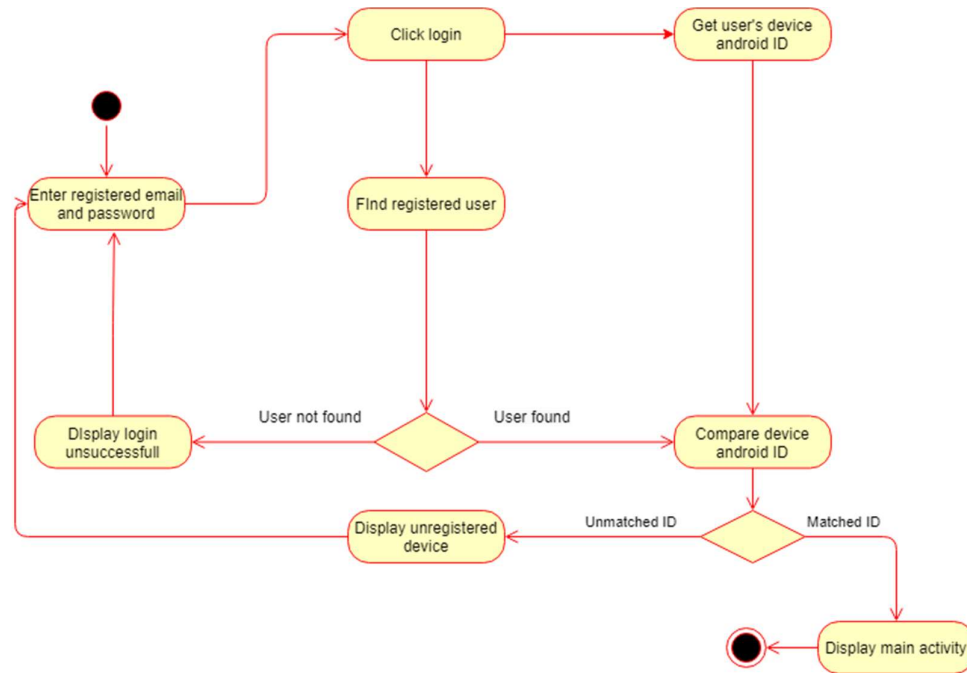 Click login
Get user's device
android ID
Enter registered email
and password
FInd registered user
User not found
User found
DIsplay login
unsuccessfull
Compare device
android ID
Unmatched ID
Matched ID
Display unregistered
device
Display main activity